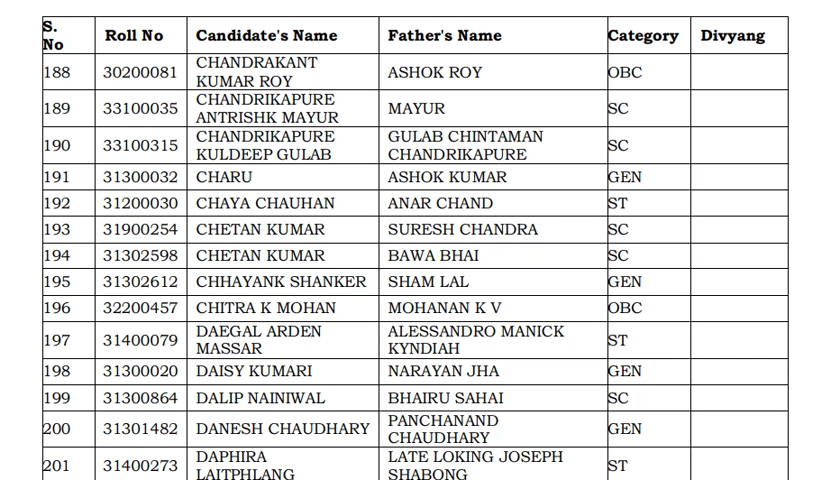 S. No Roll No Candidate's Name Father's Name Category Divyang
188 30200081 CHANDRAKANT KUMAR ROY ASHOK ROY OBC
189 33100035 CHANDRIKAPURE ANTRISHK MAYUR MAYUR SC
190 33100315 CHANDRIKAPURE KULDEEP GULAB GULAB CHINTAMAN CHANDRIKAPURE SC
191 31300032 CHARU ASHOK KUMAR GEN
192 31200030 CHAYA CHAUHAN ANAR CHAND ST
193 31900254 CHETAN KUMAR SURESH CHANDRA SC
194 31302598 CHETAN KUMAR BAWA BHAI SC
195 31302612 CHHAYANK SHANKER SHAM LAL GEN
196 32200457 CHITRA K MOHAN MOHANAN K V OBC
197 31400079 DAEGAL ARDEN MASSAR ALESSANDRO MANICK KYNDIAH ST
198 31300020 DAISY KUMARI NARAYAN JHA GEN
199 31300864 DALIP NAINIWAL BHAIRU SAHAI SC
200 31301482 DANESH CHAUDHARY PANCHANAND CHAUDHARY GEN
201 31400273 DAPHIRA LAITPHLANG LATE LOKING JOSEPH SHABONG ST